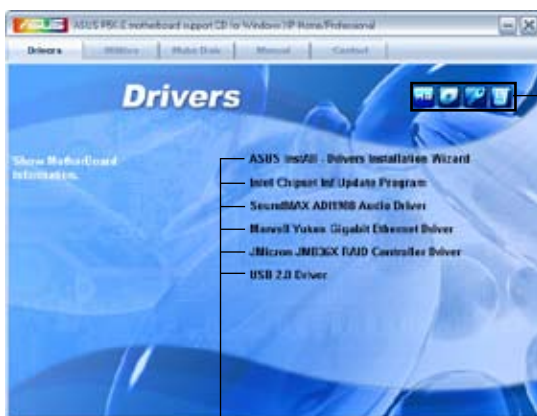 ASUS
ASUS P5K-E motherboard support CD for Window XP Home/Professional
Drivers
Utilities
Make Disk
Manual
Contact
Drivers
Show MotherBoard
Information.
ASUS InstAll - Drivers Installation Wizard
Intel Chipset Inf Update Program
SoundMAX ADI1988 Audio Driver
Marvell Yukon Gigabit Ethernet Driver
JMicron JMB36X RAID Controller Driver
USB 2.0 Driver